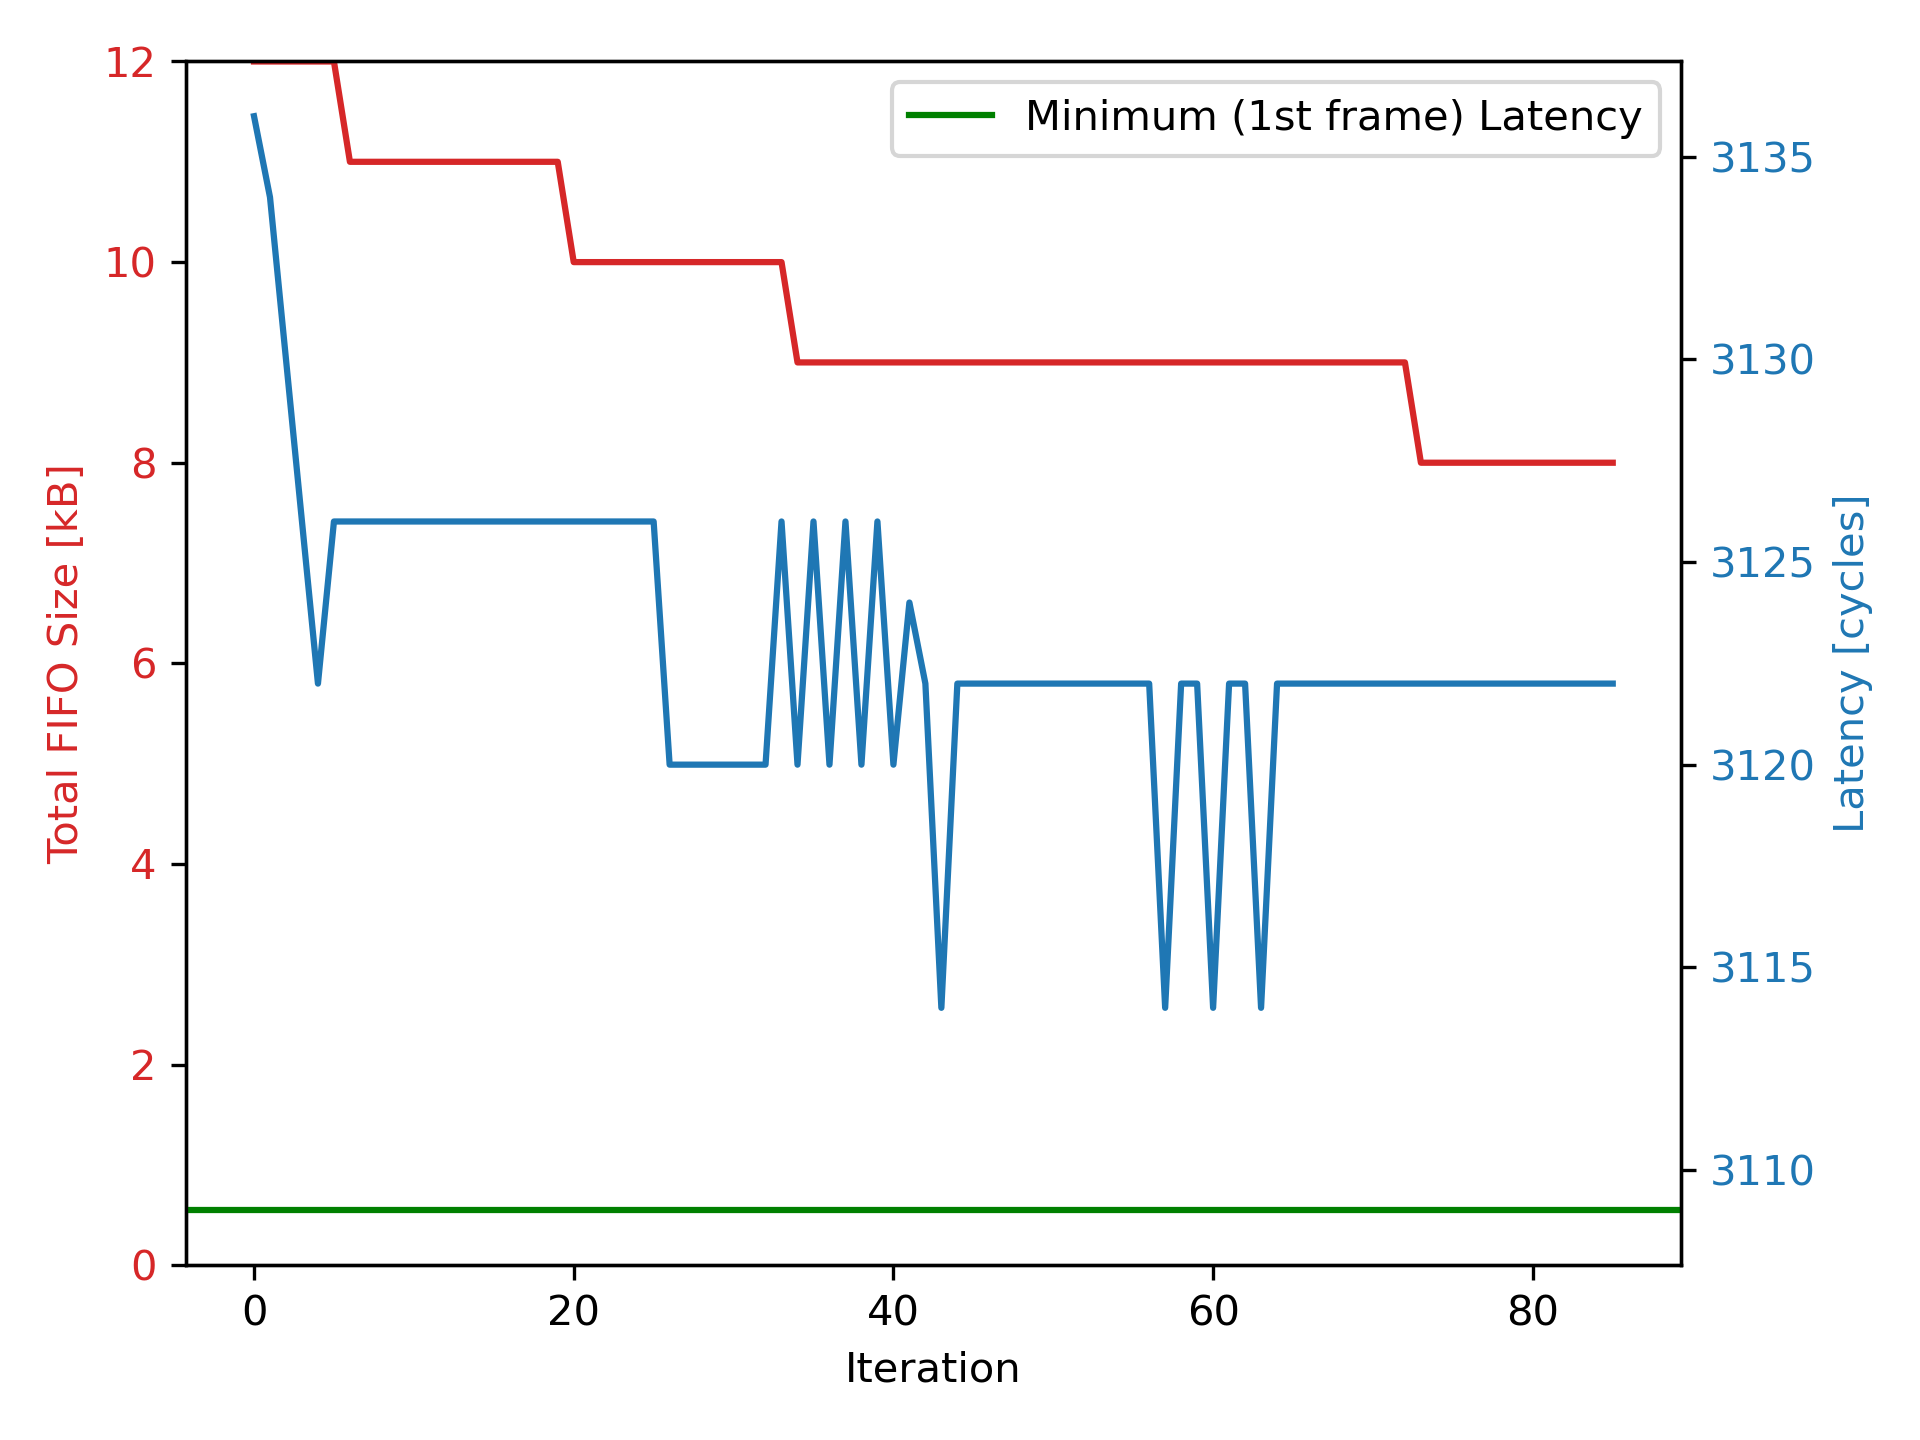 Minimum (1st frame) Latency
Total FIFO Size [kB]
12
10
8
6
4
2
0
Latency [cycles]
3135
3130
3125
3120
3115
3110
0 20 40 60 80
Iteration